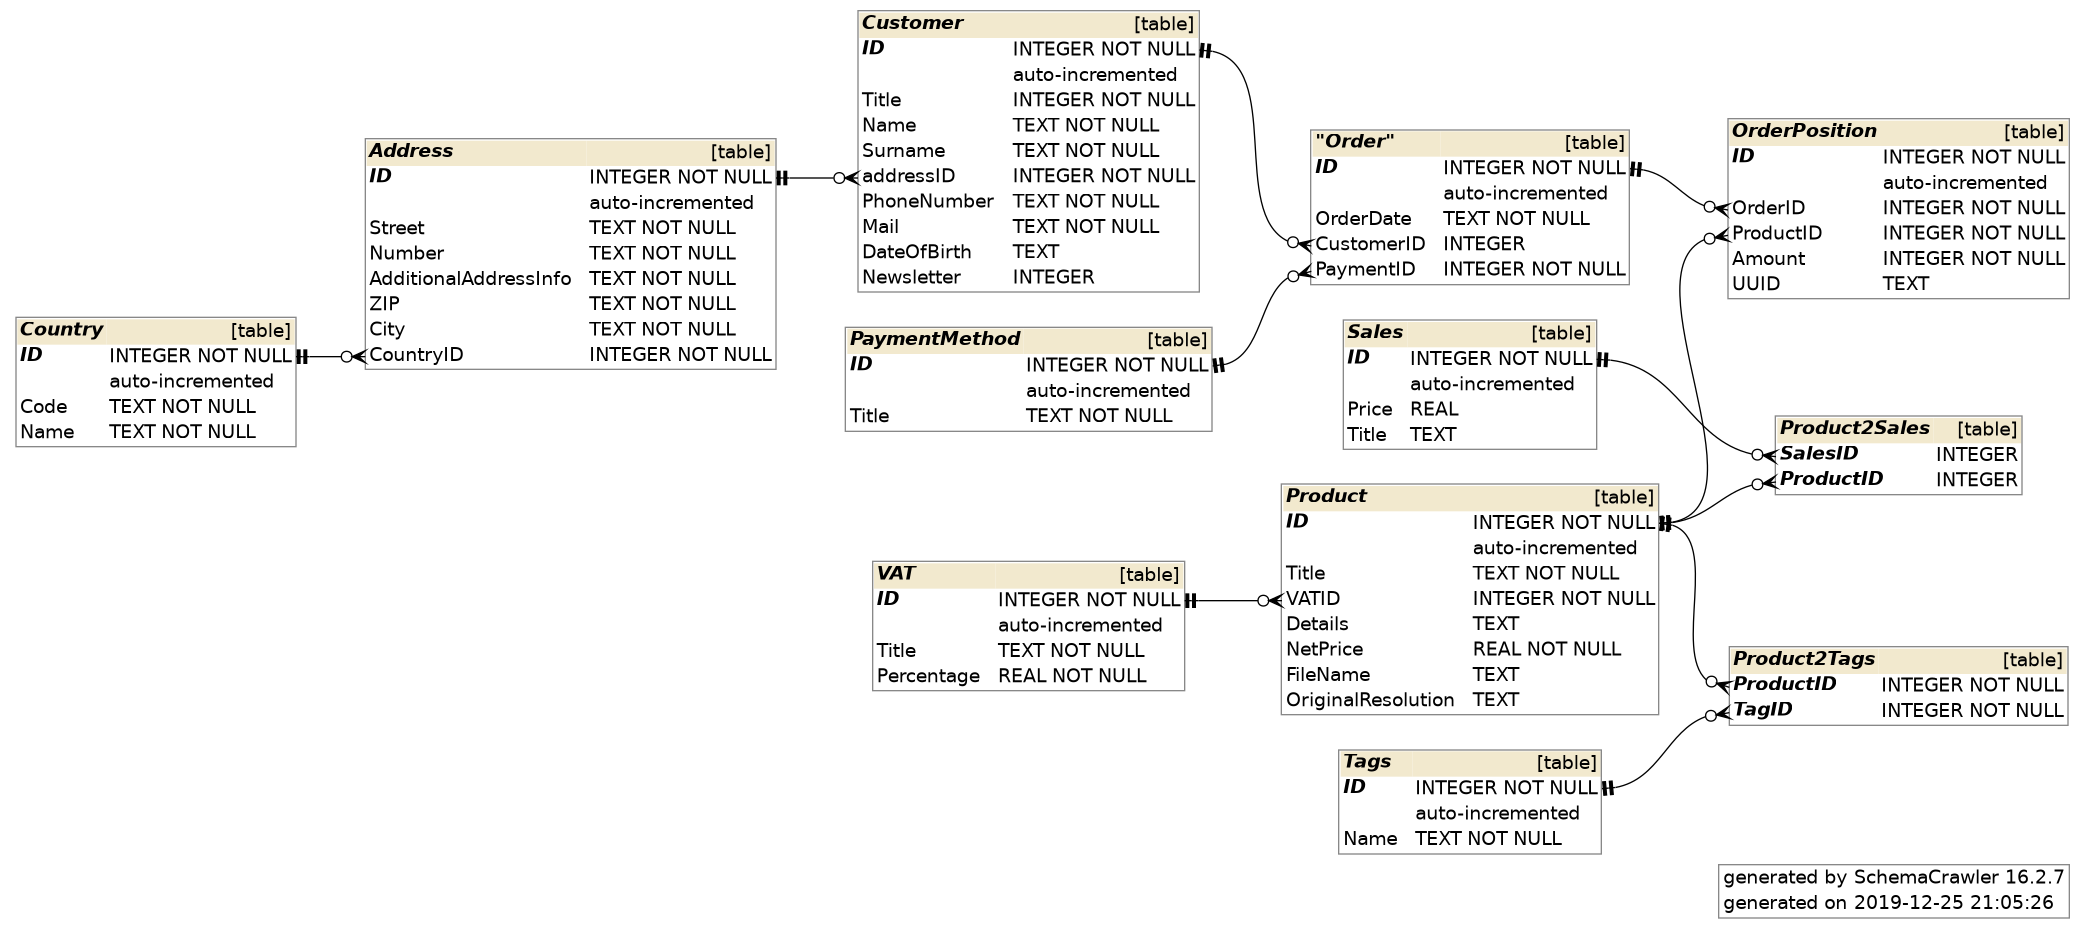 Customer [table]
ID INTEGER NOT NULL
auto-incremented
Title INTEGER NOT NULL
Name TEXT NOT NULL
Surname TEXT NOT NULL
addressID INTEGER NOT NULL
PhoneNumber TEXT NOT NULL
Mail TEXT NOT NULL
DateOfBirth TEXT
Newsletter INTEGER
"Order" [table]
ID INTEGER NOT NULL
auto-incremented
OrderDate TEXT NOT NULL
CustomerID INTEGER
PaymentID INTEGER NOT NULL
OrderPosition [table]
ID INTEGER NOT NULL
auto-incremented
OrderID INTEGER NOT NULL
ProductID INTEGER NOT NULL
Amount INTEGER NOT NULL
UUID TEXT
Address [table]
ID INTEGER NOT NULL
auto-incremented
Street TEXT NOT NULL
Number TEXT NOT NULL
AdditionalAddressInfo TEXT NOT NULL
ZIP TEXT NOT NULL
City TEXT NOT NULL
CountryID INTEGER NOT NULL
Country [table]
ID INTEGER NOT NULL
auto-incremented
Code TEXT NOT NULL
Name TEXT NOT NULL
PaymentMethod [table]
ID INTEGER NOT NULL
auto-incremented
Title TEXT NOT NULL
Sales [table]
ID INTEGER NOT NULL
auto-incremented
Price REAL
Title TEXT
Product2Sales [table]
SalesID INTEGER
ProductID INTEGER
Product [table]
ID INTEGER NOT NULL
auto-incremented
Title TEXT NOT NULL
VATID INTEGER NOT NULL
Details TEXT
NetPrice REAL NOT NULL
FileName TEXT
OriginalResolution TEXT
VAT [table]
ID INTEGER NOT NULL
auto-incremented
Title TEXT NOT NULL
Percentage REAL NOT NULL
Product2Tags [table]
ProductID INTEGER NOT NULL
TagID INTEGER NOT NULL
Tags [table]
ID INTEGER NOT NULL
auto-incremented
Name TEXT NOT NULL
generated by SchemaCrawler 16.2.7
generated on 2019-12-25 21:05:26